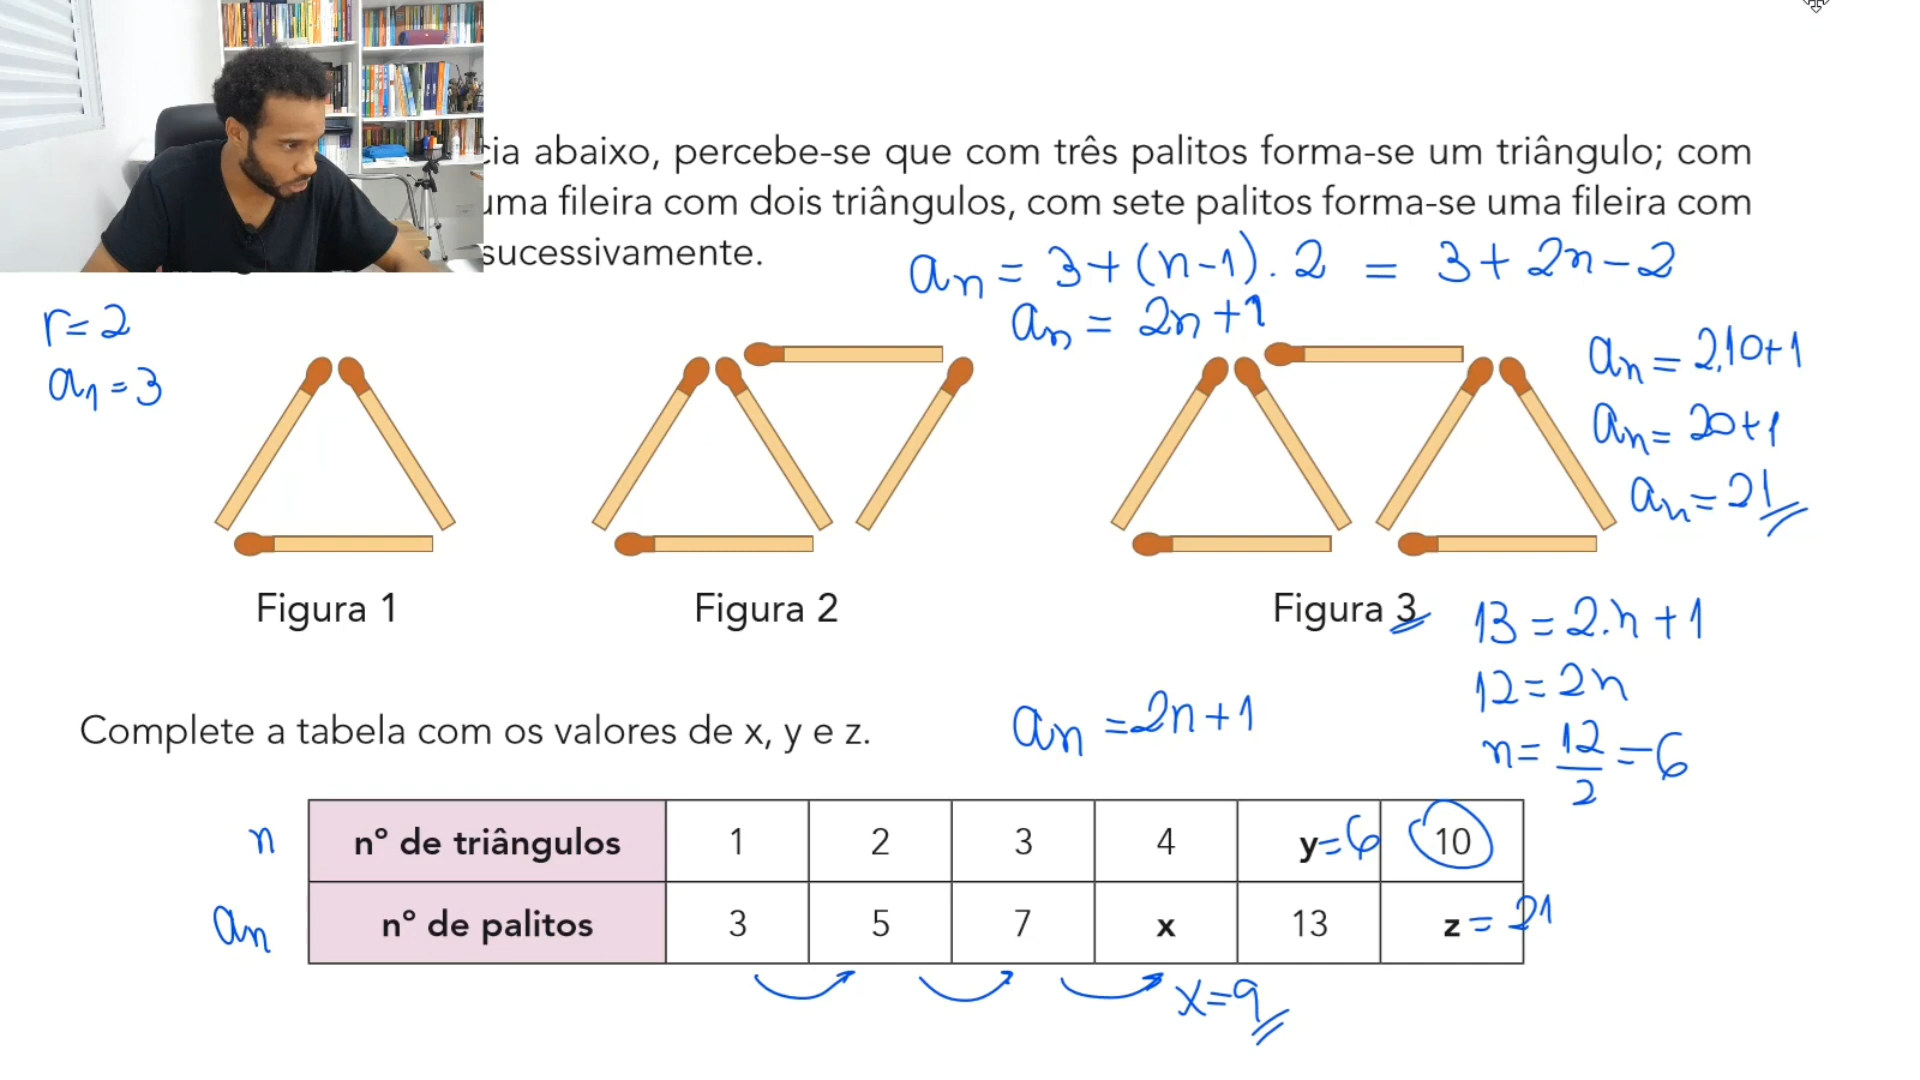 cia abaixo, percebe-se que com três palitos forma-se um triângulo; com
uma fileira com dois triângulos, com sete palitos forma-se uma fileira com
sucessivamente.
an = 3+(n-1).2 = 3+2n-2
an = 2n+1
r=2
a1=3
an = 2.10+1
an = 20+1
an = 21
Figura 1 Figura 2 Figura 3
13 = 2.n+1
12=2n
n= 12/2 = 6
Complete a tabela com os valores de x, y e z.
an = 2n+1
n nº de triângulos 1 2 3 4 y=6 10
an nº de palitos 3 5 7 x 13 z = 21
x=9